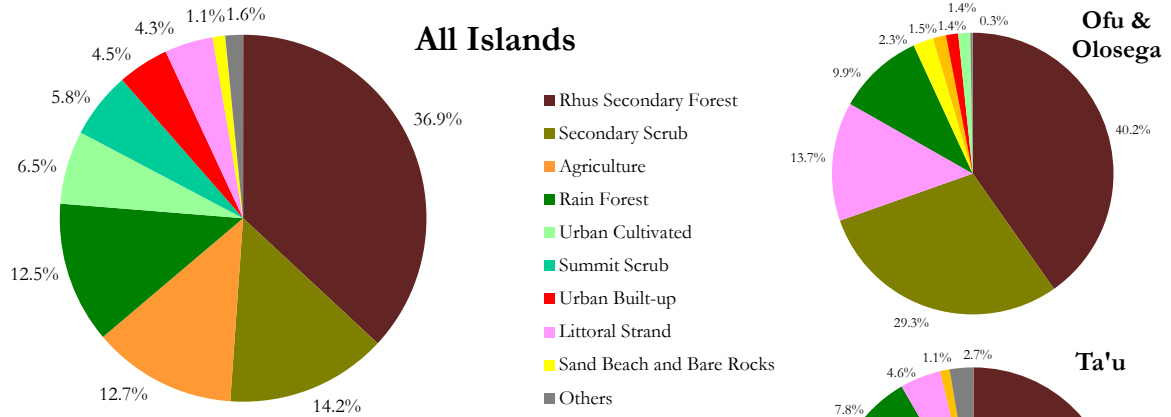 All Islands
1.1%
1.6%
4.3%
4.5%
5.8%
6.5%
12.5%
12.7%
14.2%
36.9%
Rhus Secondary Forest
Secondary Scrub
Agriculture
Rain Forest
Urban Cultivated
Summit Scrub
Urban Built-up
Littoral Strand
Sand Beach and Bare Rocks
Others
Ofu &
Olosega
1.4%
0.3%
1.5%
1.4%
2.3%
9.9%
13.7%
29.3%
40.2%
Ta'u
1.1%
2.7%
4.6%
7.8%